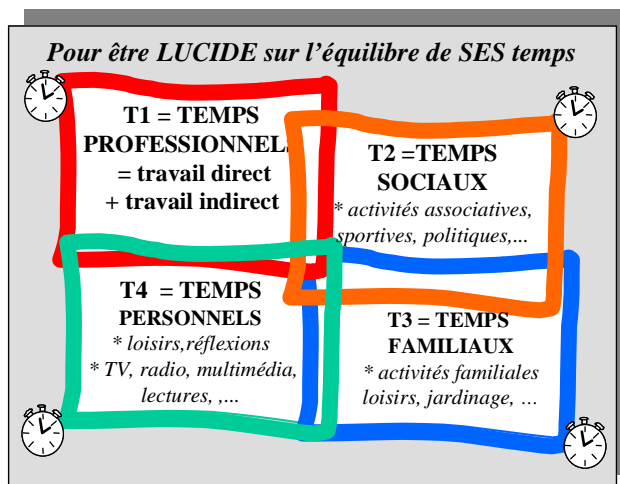 Pour être LUCIDE sur l’équilibre de SES temps
T1 = TEMPS
PROFESSIONNELS
= travail direct
+ travail indirect
T2 =TEMPS
SOCIAUX
* activités associatives,
sportives, politiques,...
T4 = TEMPS
PERSONNELS
* loisirs,réflexions
* TV, radio, multimédia,
lectures, ,...
T3 = TEMPS
FAMILIAUX
* activités familiales
loisirs, jardinage, …